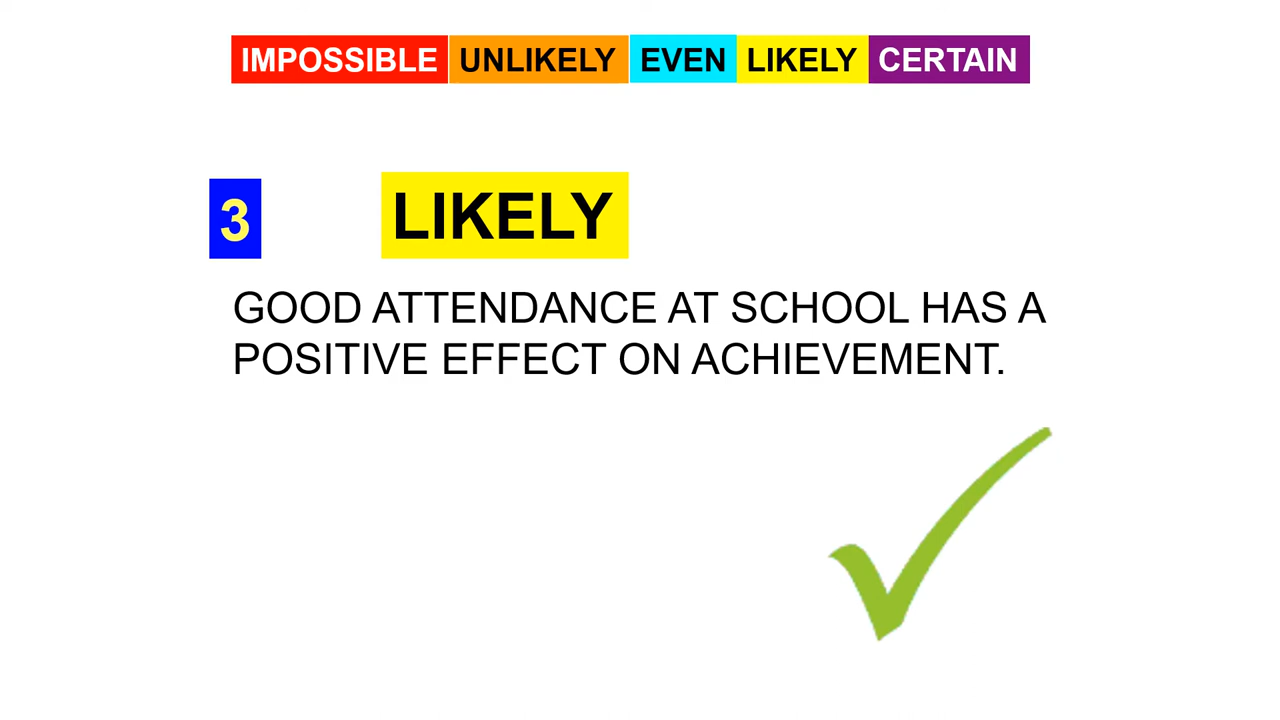 IMPOSSIBLE UNLIKELY EVEN LIKELY CERTAIN
3 LIKELY
GOOD ATTENDANCE AT SCHOOL HAS A
POSITIVE EFFECT ON ACHIEVEMENT.